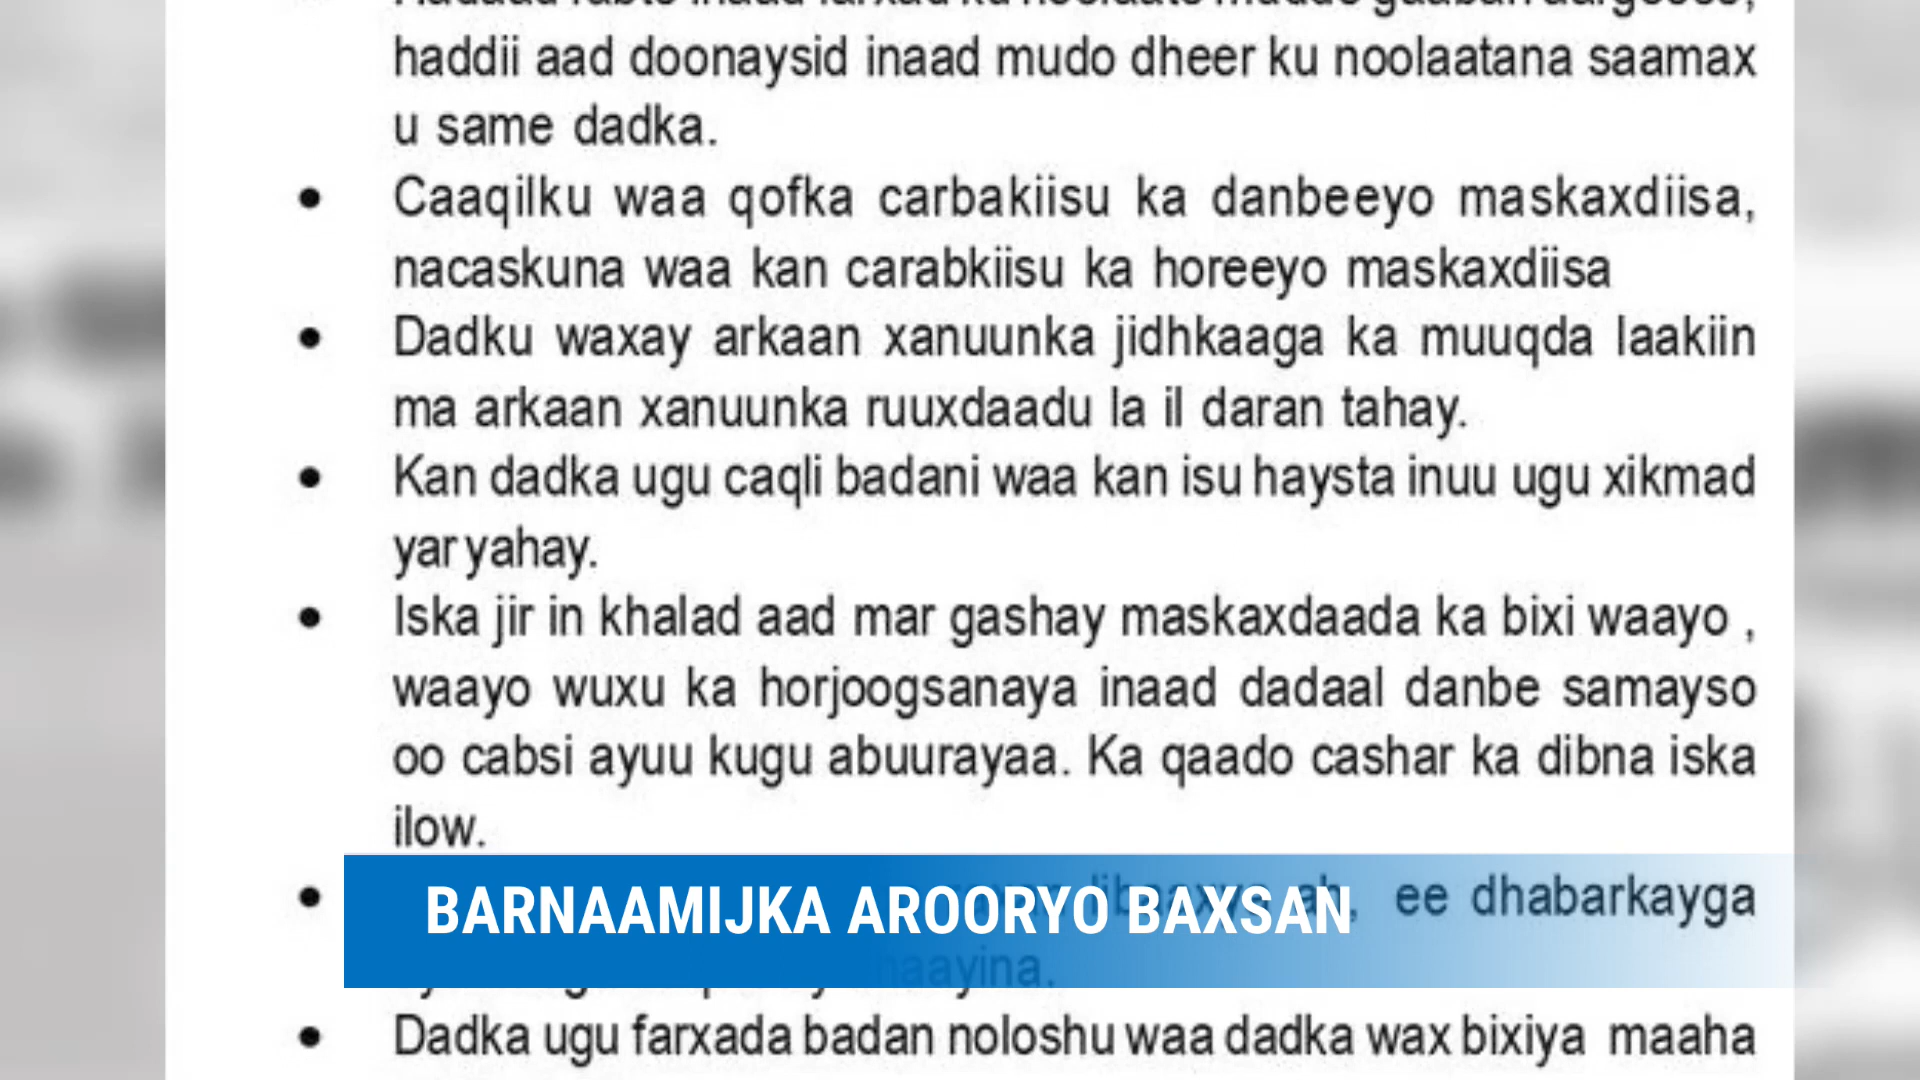 haddii aad doonaysid inaad mudo dheer ku noolaatana saamax
u same dadka.
• Caaqilku waa qofka carbakiisu ka danbeeyo maskaxdiisa,
nacaskuna waa kan carabkiisu ka horeeyo maskaxdiisa
• Dadku waxay arkaan xanuunka jidhkaaga ka muuqda laakiin
ma arkaan xanuunka ruuxdaadu la il daran tahay.
• Kan dadka ugu caqli badani waa kan isu haysta inuu ugu xikmad
yar yahay.
• Iska jir in khalad aad mar gashay maskaxdaada ka bixi waayo ,
waayo wuxu ka horjoogsanaya inaad dadaal danbe samayso
oo cabsi ayuu kugu abuurayaa. Ka qaado cashar ka dibna iska
ilow.
• ee dhabarkayga
BARNAAMIJKA AROORYO BAXSAN
• Dadka ugu farxada badan noloshu waa dadka wax bixiya maaha